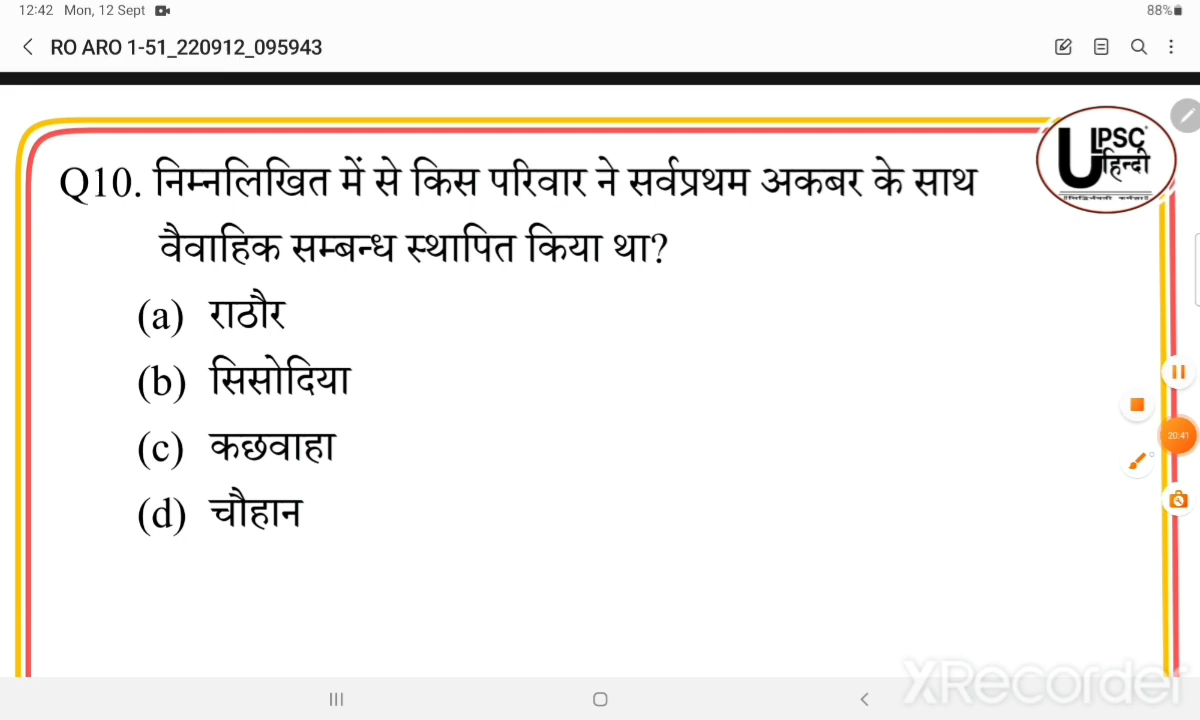 12:42 Mon, 12 Sept
88%
RO ARO 1-51_220912_095943
UPSC
हिन्दी
Q10. निम्नलिखित में से किस परिवार ने सर्वप्रथम अकबर के साथ
वैवाहिक सम्बन्ध स्थापित किया था?
(a) राठौर
(b) सिसोदिया
(c) कछवाहा
(d) चौहान
20:41
XRecorder